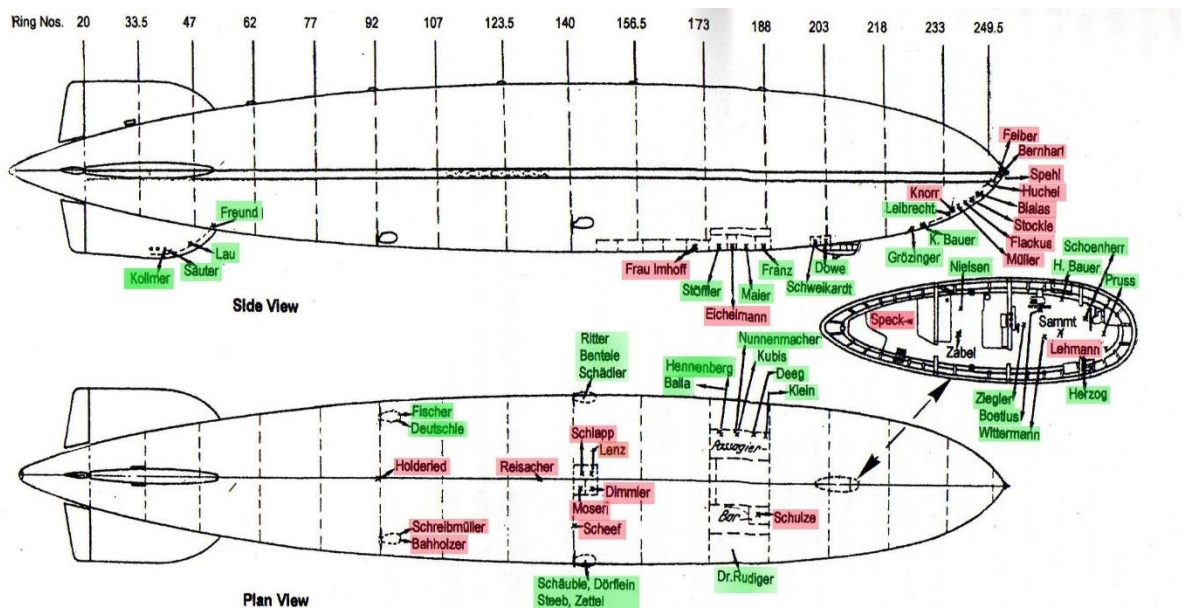 Ring Nos. 20 33.5 47 62 77 92 107 123.5 140 156.5 173 188 203 218 233 249.5
Felber
Bernhart
Spehl
Huchel
Knorr
Bialas
Leibrecht
Stockle
Freund
Flackus
Schoenherr
K. Bauer
Lau
Grözinger
Müller
Nielsen
H. Bauer
Sauter
Frau Imhoff
Franz
Dowe
Pruss
Kollmer
Stöffler
Maier
Schweikardt
Side View
Eichelmann
Speck
Sammt
Zabel
Lehmann
Ritter
Nunnenmacher
Bentele
Kubis
Schädler
Hennenberg
Deeg
Herzog
Balla
Klein
Ziegler
Boetius
Wittermann
Fischer
Deutschle
Schlapp
Lenz
Passagier
Holderied
Reisacher
Dimmler
Moser
Bar
Schulze
Schreibmüller
Scheef
Bahholzer
Dr.Rudiger
Schäuble, Dörflein
Steeb, Zettel
Plan View